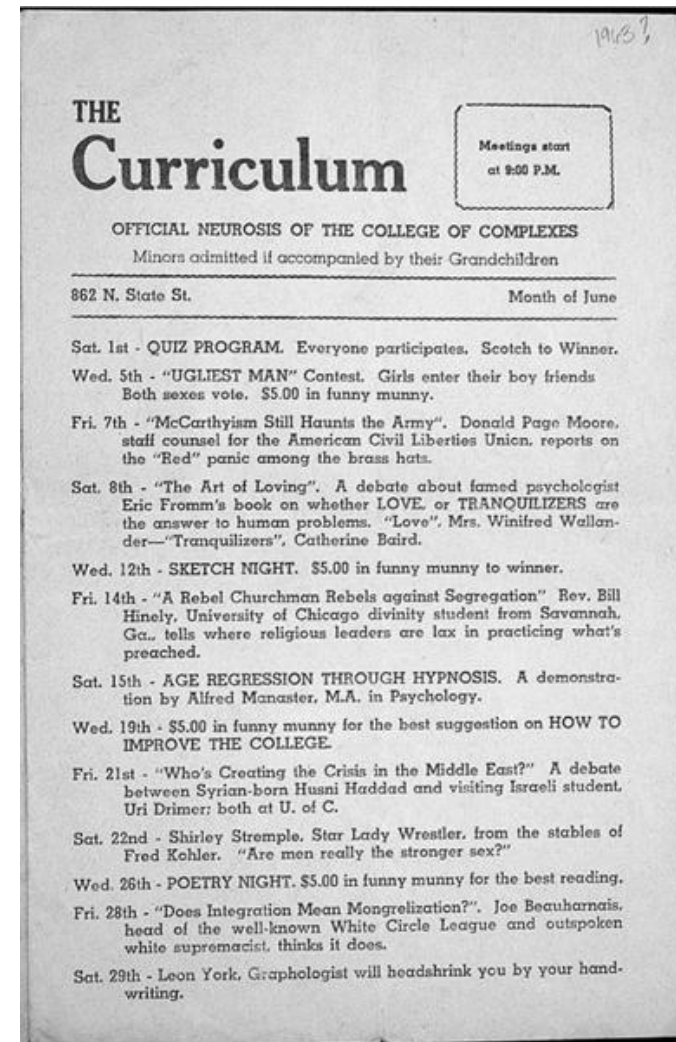 1963?
THE
Curriculum
Meetings start
at 9:00 P.M.
OFFICIAL NEUROSIS OF THE COLLEGE OF COMPLEXES
Minors admitted if accompanied by their Grandchildren
862 N. State St.
Month of June
Sat. 1st - QUIZ PROGRAM. Everyone participates. Scotch to Winner.
Wed. 5th - "UGLIEST MAN" Contest. Girls enter their boy friends
Both sexes vote. $5.00 in funny munny.
Fri. 7th - "McCarthyism Still Haunts the Army". Donald Page Moore,
staff counsel for the American Civil Liberties Union, reports on
the "Red" panic among the brass hats.
Sat. 8th - "The Art of Loving". A debate about famed psychologist
Eric Fromm's book on whether LOVE or TRANQUILIZERS are
the answer to human problems. "Love", Mrs. Winifred Wallan-
der—"Tranquilizers", Catherine Baird.
Wed. 12th - SKETCH NIGHT. $5.00 in funny munny to winner.
Fri. 14th - "A Rebel Churchman Rebels against Segregation" Rev. Bill
Hinely, University of Chicago divinity student from Savannah,
Ga., tells where religious leaders are lax in practicing what's
preached.
Sat. 15th - AGE REGRESSION THROUGH HYPNOSIS. A demonstra-
tion by Alfred Manaster, M.A. in Psychology.
Wed. 19th - $5.00 in funny munny for the best suggestion on HOW TO
IMPROVE THE COLLEGE.
Fri. 21st - "Who's Creating the Crisis in the Middle East?" A debate
between Syrian-born Husni Haddad and visiting Israeli student,
Uri Drimer; both at U. of C.
Sat. 22nd - Shirley Stremple, Star Lady Wrestler, from the stables of
Fred Kohler. "Are men really the stronger sex?"
Wed. 26th - POETRY NIGHT. $5.00 in funny munny for the best reading.
Fri. 28th - "Does Integration Mean Mongrelization?". Joe Beauharnais,
head of the well-known White Circle League and outspoken
white supremacist, thinks it does.
Sat. 29th - Leon York, Graphologist will headshrink you by your hand-
writing.